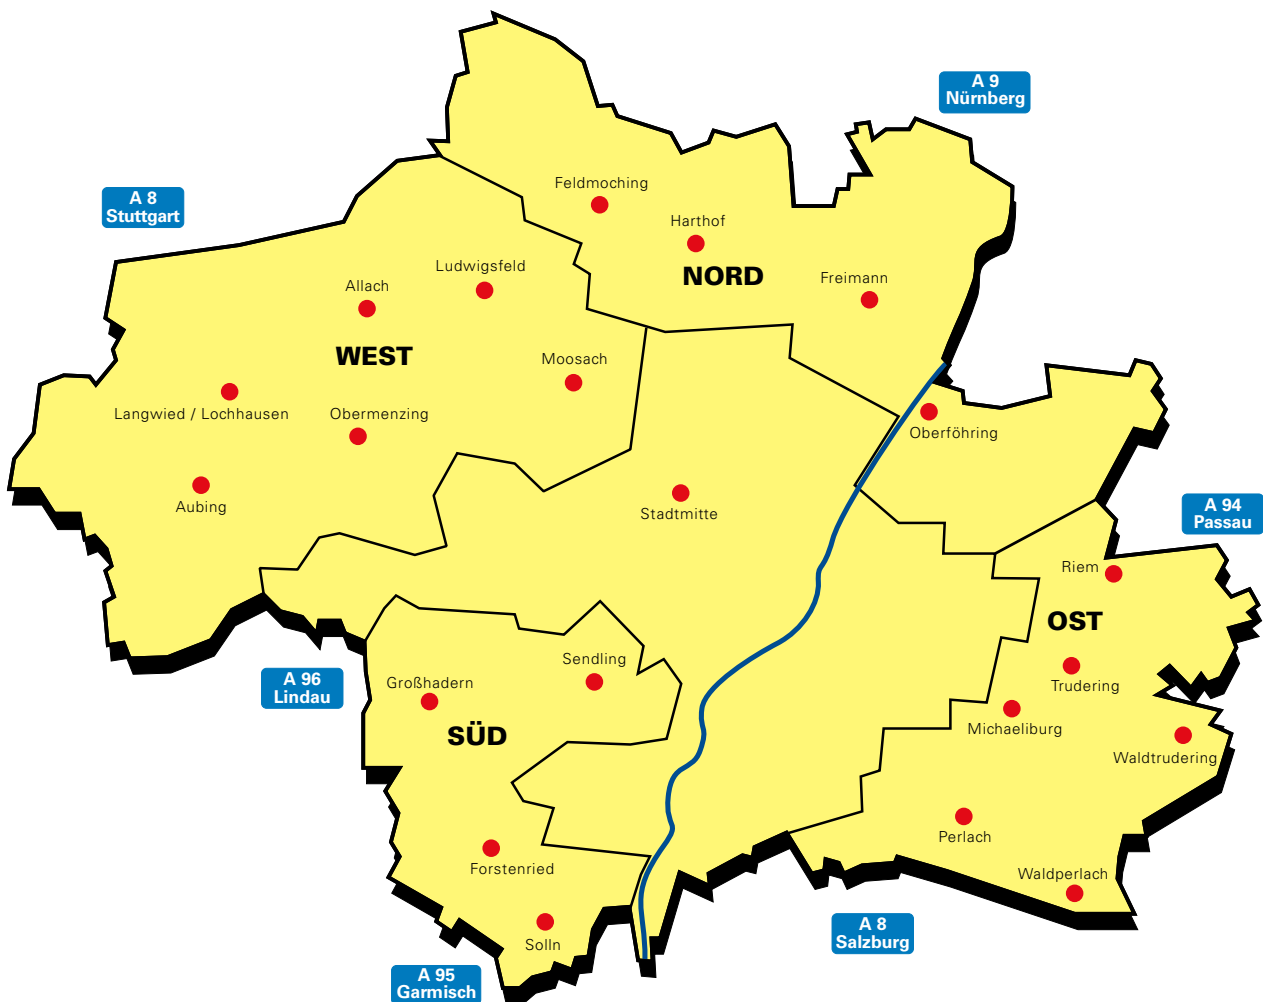 A 9
Nürnberg
A 8
Stuttgart
Feldmoching
Harthof
NORD
Freimann
Ludwigsfeld
Allach
WEST
Moosach
Langwied / Lochhausen
Obermenzing
Aubing
Oberföhring
Stadtmitte
A 94
Passau
Riem
OST
Trudering
Michaeliburg
Waldtrudering
Perlach
Waldperlach
A 96
Lindau
Großhadern
Sendling
SÜD
Forstenried
Solln
A 8
Salzburg
A 95
Garmisch